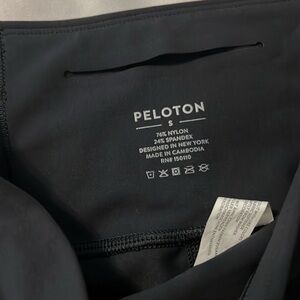 PELOTON
S
76% NYLON
24% SPANDEX
DESIGNED IN NEW YORK
MADE IN CAMBODIA
RN# 150110